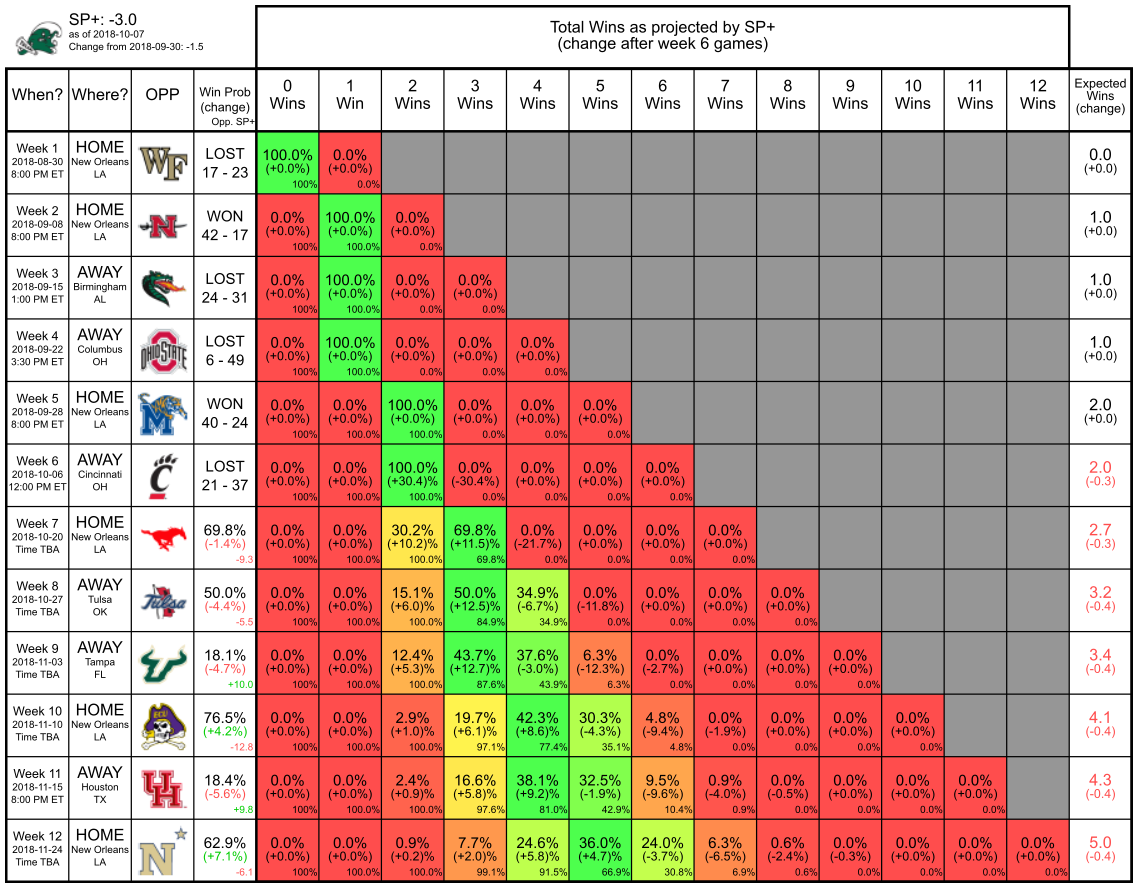 SP+: -3.0
as of 2018-10-07
Change from 2018-09-30: -1.5
Total Wins as projected by SP+
(change after week 6 games)
When? Where? OPP Win Prob (change) Opp. SP+ 0 Wins 1 Win 2 Wins 3 Wins 4 Wins 5 Wins 6 Wins 7 Wins 8 Wins 9 Wins 10 Wins 11 Wins 12 Wins Expected Wins (change)
Week 1 HOME WF LOST 100.0% 0.0% 0.0
2018-08-30 New Orleans 17 - 23 (+0.0%) (+0.0%) (+0.0)
8:00 PM ET LA 100% 0.0%
Week 2 HOME N WON 0.0% 100.0% 0.0% 1.0
2018-09-08 New Orleans 42 - 17 (+0.0%) (+0.0%) (+0.0%) (+0.0)
8:00 PM ET LA 100% 100.0% 0.0%
Week 3 AWAY LOST 0.0% 100.0% 0.0% 0.0% 1.0
2018-09-15 Birmingham 24 - 31 (+0.0%) (+0.0%) (+0.0%) (+0.0%) (+0.0)
1:00 PM ET AL 100% 100.0% 0.0% 0.0%
Week 4 AWAY OHIO STATE LOST 0.0% 100.0% 0.0% 0.0% 0.0% 1.0
2018-09-22 Columbus 6 - 49 (+0.0%) (+0.0%) (+0.0%) (+0.0%) (+0.0%) (+0.0)
3:30 PM ET OH 100% 100.0% 0.0% 0.0% 0.0%
Week 5 HOME M WON 0.0% 0.0% 100.0% 0.0% 0.0% 0.0% 2.0
2018-09-28 New Orleans 40 - 24 (+0.0%) (+0.0%) (+0.0%) (+0.0%) (+0.0%) (+0.0%) (+0.0)
8:00 PM ET LA 100% 100.0% 100.0% 0.0% 0.0% 0.0%
Week 6 AWAY C LOST 0.0% 0.0% 100.0% 0.0% 0.0% 0.0% 0.0% 2.0
2018-10-06 Cincinnati 21 - 37 (+0.0%) (+0.0%) (+30.4)% (-30.4%) (+0.0%) (+0.0%) (+0.0%) (-0.3)
12:00 PM ET OH 100% 100.0% 100.0% 0.0% 0.0% 0.0% 0.0%
Week 7 HOME 69.8% 0.0% 0.0% 30.2% 69.8% 0.0% 0.0% 0.0% 0.0% 2.7
2018-10-20 New Orleans (-1.4%) (+0.0%) (+0.0%) (+10.2)% (+11.5)% (-21.7%) (+0.0%) (+0.0%) (+0.0%) (-0.3)
Time TBA LA -9.3 100% 100.0% 100.0% 69.8% 0.0% 0.0% 0.0% 0.0%
Week 8 AWAY Tulsa 50.0% 0.0% 0.0% 15.1% 50.0% 34.9% 0.0% 0.0% 0.0% 0.0% 3.2
2018-10-27 Tulsa (-4.4%) (+0.0%) (+0.0%) (+6.0)% (+12.5)% (-6.7%) (-11.8%) (+0.0%) (+0.0%) (+0.0%) (-0.4)
Time TBA OK -5.5 100% 100.0% 100.0% 84.9% 34.9% 0.0% 0.0% 0.0% 0.0%
Week 9 AWAY 18.1% 0.0% 0.0% 12.4% 43.7% 37.6% 6.3% 0.0% 0.0% 0.0% 0.0% 3.4
2018-11-03 Tampa (-4.7%) (+0.0%) (+0.0%) (+5.3)% (+12.7)% (-3.0%) (-12.3%) (-2.7%) (+0.0%) (+0.0%) (+0.0%) (-0.4)
Time TBA FL +10.0 100% 100.0% 100.0% 87.6% 43.9% 6.3% 0.0% 0.0% 0.0% 0.0%
Week 10 HOME ECU 76.5% 0.0% 0.0% 2.9% 19.7% 42.3% 30.3% 4.8% 0.0% 0.0% 0.0% 0.0% 4.1
2018-11-10 New Orleans (+4.2%) (+0.0%) (+0.0%) (+1.0)% (+6.1)% (+8.6)% (-4.3%) (-9.4%) (-1.9%) (+0.0%) (+0.0%) (+0.0%) (-0.4)
Time TBA LA -12.8 100% 100.0% 100.0% 97.1% 77.4% 35.1% 4.8% 0.0% 0.0% 0.0% 0.0%
Week 11 AWAY UH 18.4% 0.0% 0.0% 2.4% 16.6% 38.1% 32.5% 9.5% 0.9% 0.0% 0.0% 0.0% 0.0% 4.3
2018-11-15 Houston (-5.6%) (+0.0%) (+0.0%) (+0.9)% (+5.8)% (+9.2)% (-1.9%) (-9.6%) (-4.0%) (-0.5%) (+0.0%) (+0.0%) (+0.0%) (-0.4)
8:00 PM ET TX +9.8 100% 100.0% 100.0% 97.6% 81.0% 42.9% 10.4% 0.9% 0.0% 0.0% 0.0% 0.0%
Week 12 HOME N 62.9% 0.0% 0.0% 0.9% 7.7% 24.6% 36.0% 24.0% 6.3% 0.6% 0.0% 0.0% 0.0% 0.0% 5.0
2018-11-24 New Orleans (+7.1%) (+0.0%) (+0.0%) (+0.2)% (+2.0)% (+5.8)% (+4.7)% (-3.7%) (-6.5%) (-2.4%) (-0.3%) (+0.0%) (+0.0%) (+0.0%) (-0.4)
Time TBA LA -6.1 100% 100.0% 100.0% 99.1% 91.5% 66.9% 30.8% 6.9% 0.6% 0.0% 0.0% 0.0% 0.0%